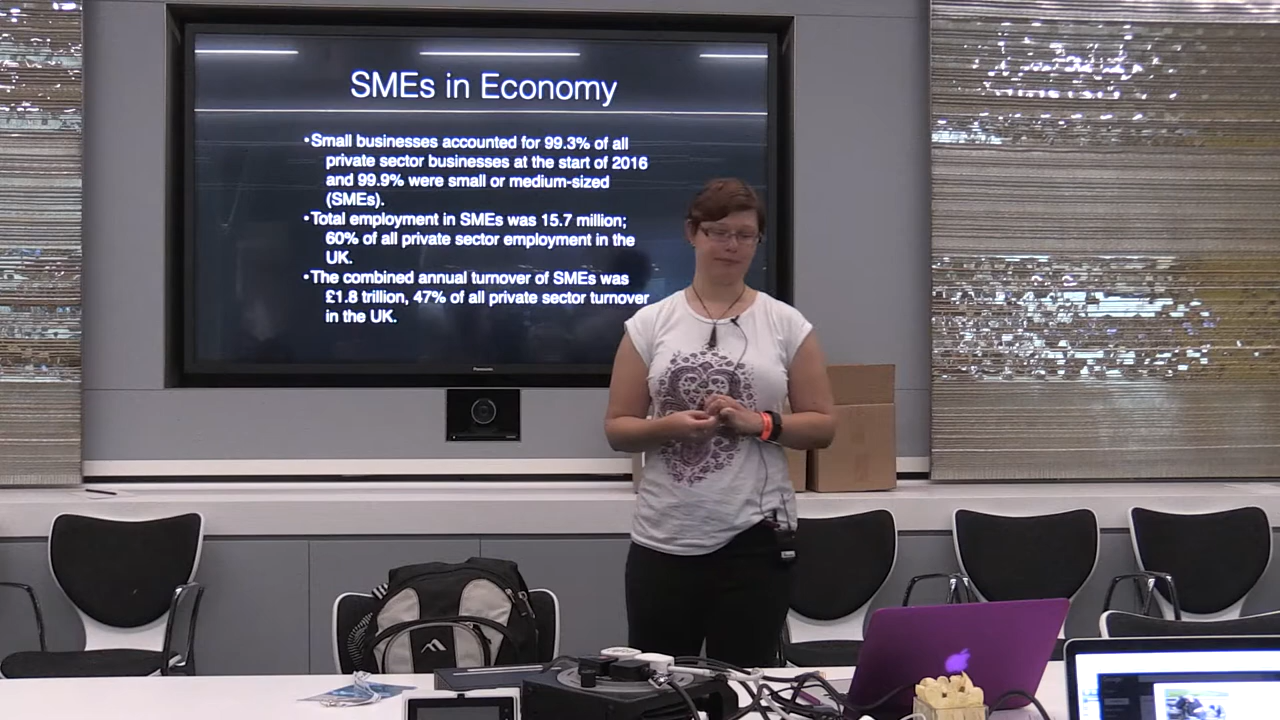 SMEs in Economy
•Small businesses accounted for 99.3% of all
private sector businesses at the start of 2016
and 99.9% were small or medium-sized
(SMEs).
•Total employment in SMEs was 15.7 million;
60% of all private sector employment in the
UK.
•The combined annual turnover of SMEs was
£1.8 trillion, 47% of all private sector turnover
in the UK.
Panasonic